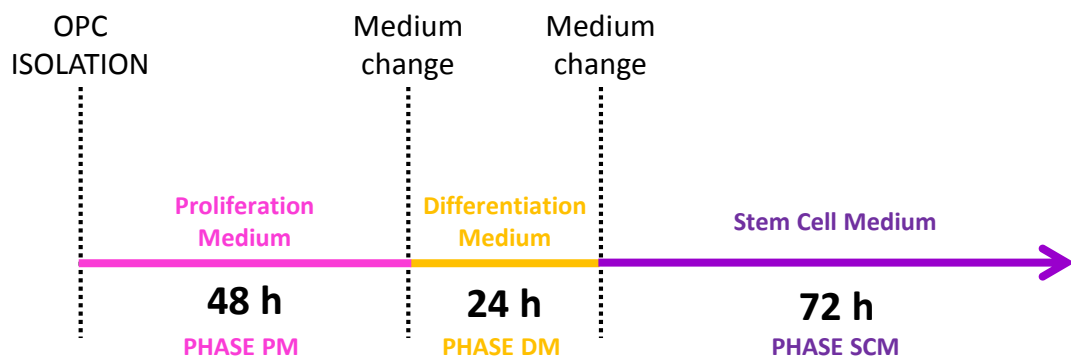 OPC
ISOLATION
Medium
change
Medium
change
Proliferation
Medium
Differentiation
Medium
Stem Cell Medium
48 h
24 h
72 h
PHASE PM
PHASE DM
PHASE SCM